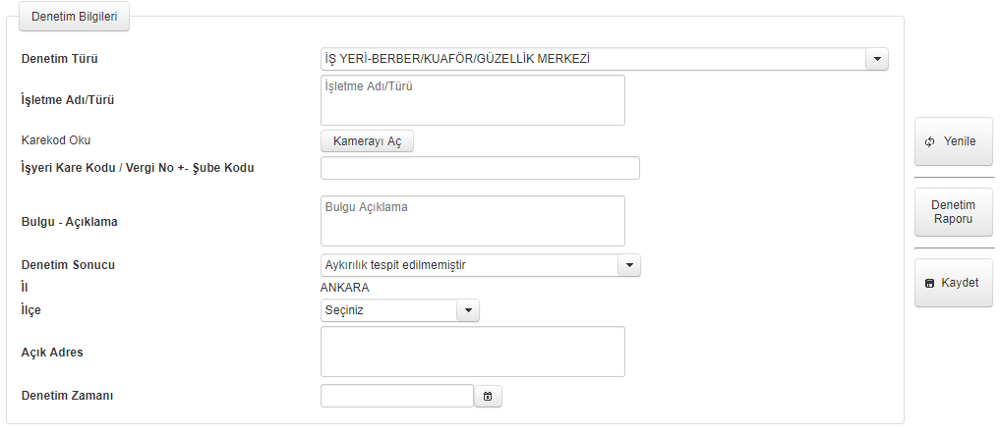 Denetim Bilgileri
Denetim Türü
İŞ YERİ-BERBER/KUAFÖR/GÜZELLİK MERKEZİ
İşletme Adı/Türü
İşletme Adı/Türü
Karekod Oku
Kamerayı Aç
İşyeri Kare Kodu / Vergi No +- Şube Kodu
Bulgu - Açıklama
Bulgu Açıklama
Denetim Sonucu
Aykırılık tespit edilmemiştir
İl
ANKARA
İlçe
Seçiniz
Açık Adres
Denetim Zamanı
Yenile
Denetim
Raporu
Kaydet